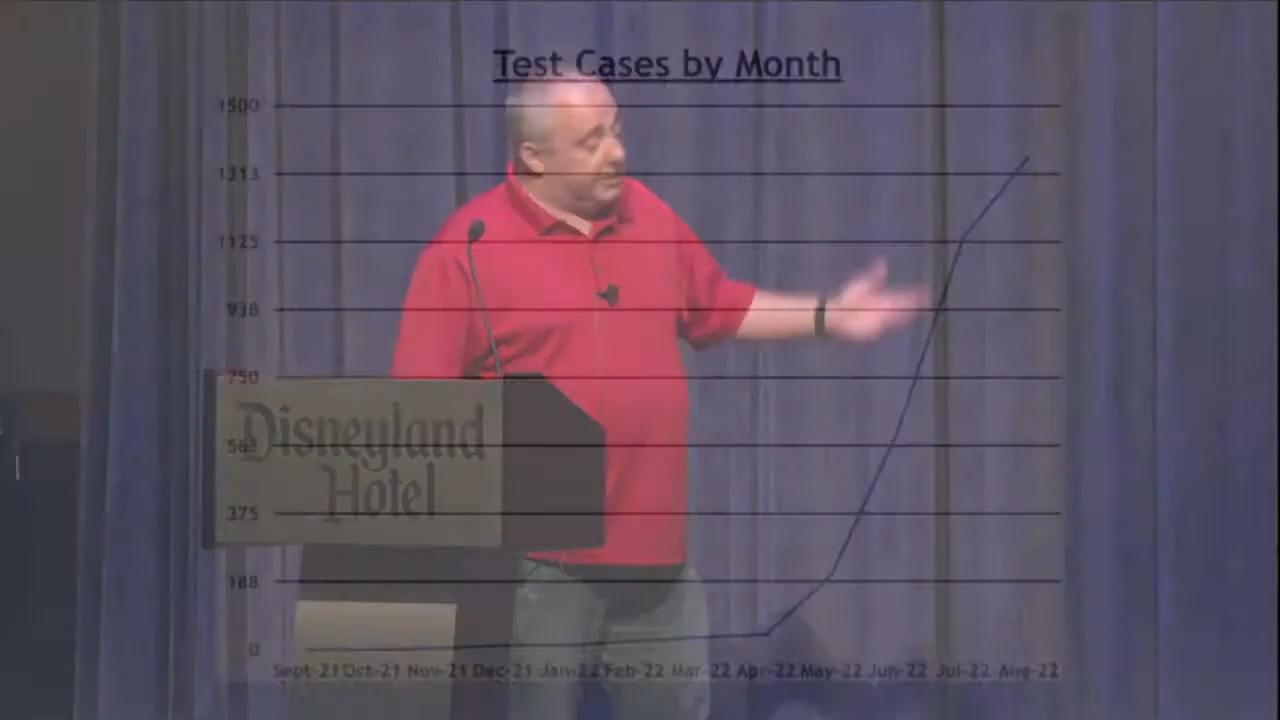 Test Cases by Month
1500
1313
1125
938
750
563
375
188
0
Sept-21 Oct-21 Nov-21 Dec-21 Jan-22 Feb-22 Mar-22 Apr-22 May-22 Jun-22 Jul-22 Aug-22
Disneyland
Hotel